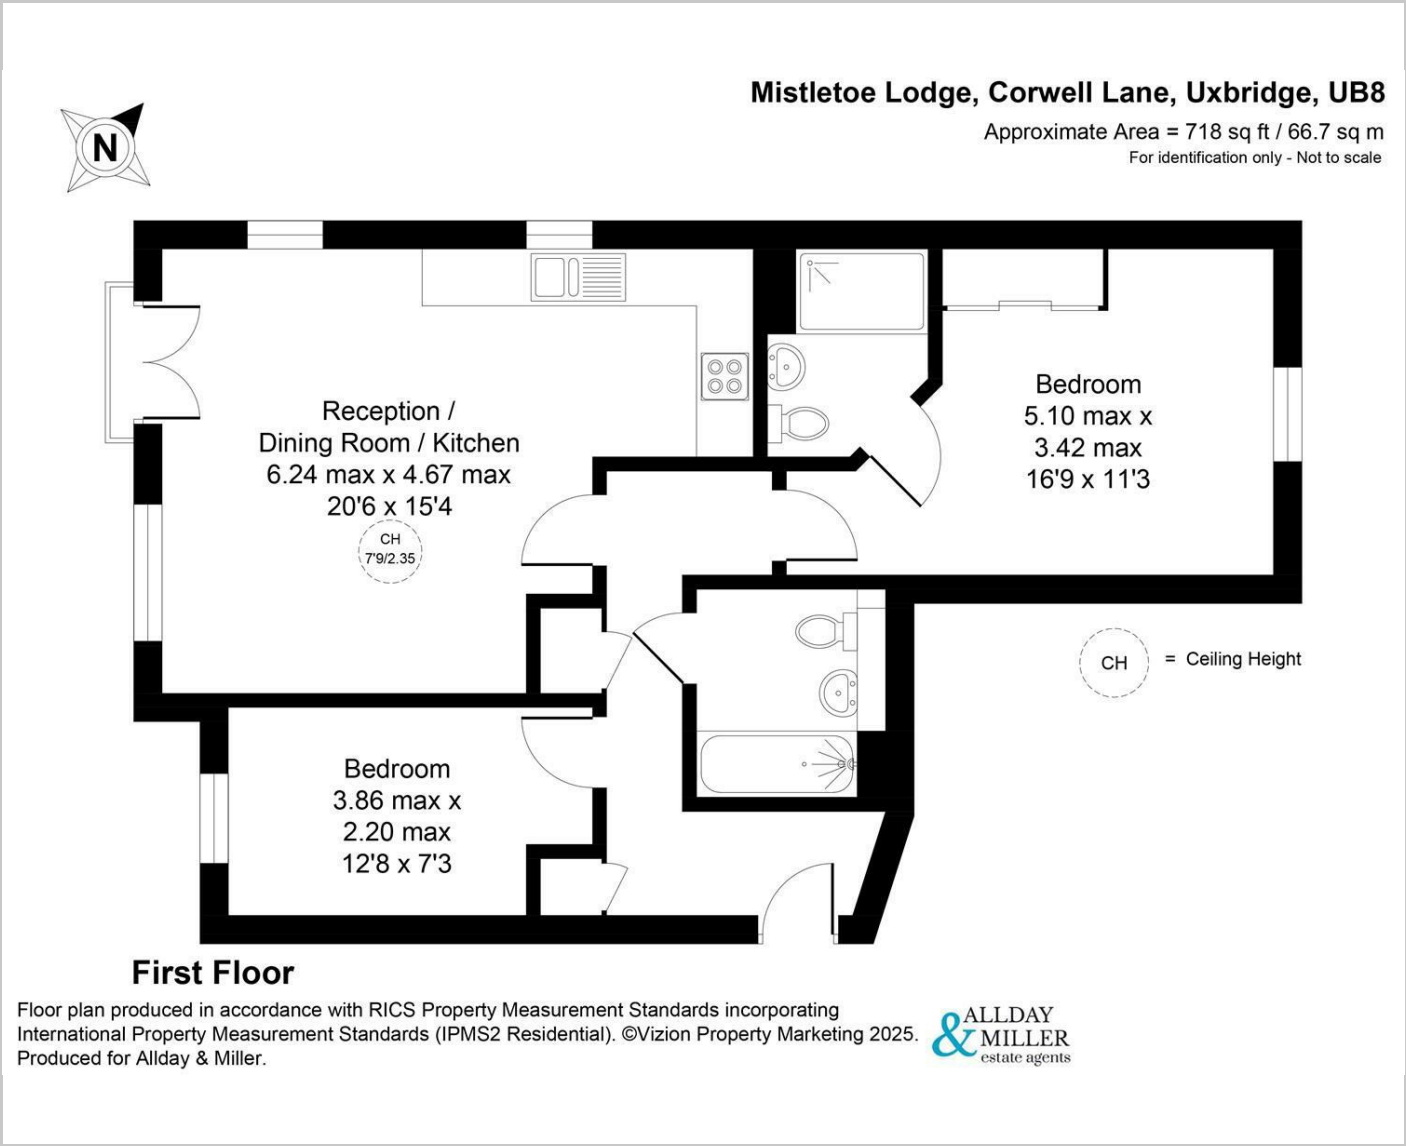 N
Mistletoe Lodge, Corwell Lane, Uxbridge, UB8
Approximate Area = 718 sq ft / 66.7 sq m
For identification only - Not to scale
Reception /
Dining Room / Kitchen
6.24 max x 4.67 max
20'6 x 15'4
CH
7'9/2.35
Bedroom
5.10 max x
3.42 max
16'9 x 11'3
CH
= Ceiling Height
Bedroom
3.86 max x
2.20 max
12'8 x 7'3
First Floor
Floor plan produced in accordance with RICS Property Measurement Standards incorporating
International Property Measurement Standards (IPMS2 Residential). ©Vizion Property Marketing 2025.
Produced for Allday & Miller.
ALLDAY
& MILLER
estate agents